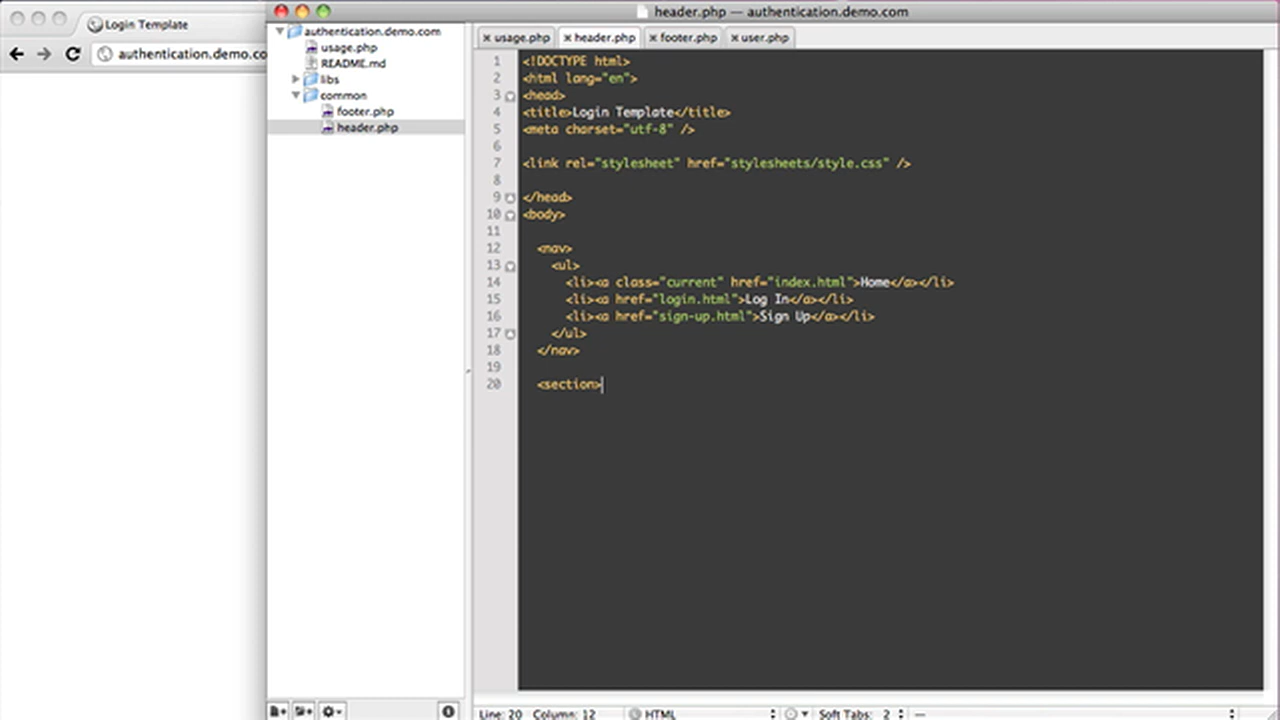 Login Template
authentication.demo.co
header.php — authentication.demo.com
authentication.demo.com
usage.php
README.md
libs
common
footer.php
header.php
usage.php
header.php
footer.php
user.php
1 <!DOCTYPE html>
2 <html lang="en">
3 <head>
4 <title>Login Template</title>
5 <meta charset="utf-8" />
6
7 <link rel="stylesheet" href="stylesheets/style.css" />
8
9 </head>
10 <body>
11
12 <nav>
13 <ul>
14 <li><a class="current" href="index.html">Home</a></li>
15 <li><a href="login.html">Log In</a></li>
16 <li><a href="sign-up.html">Sign Up</a></li>
17 </ul>
18 </nav>
19
20 <section>
Line: 20 Column: 12 HTML Soft Tabs: 2 —